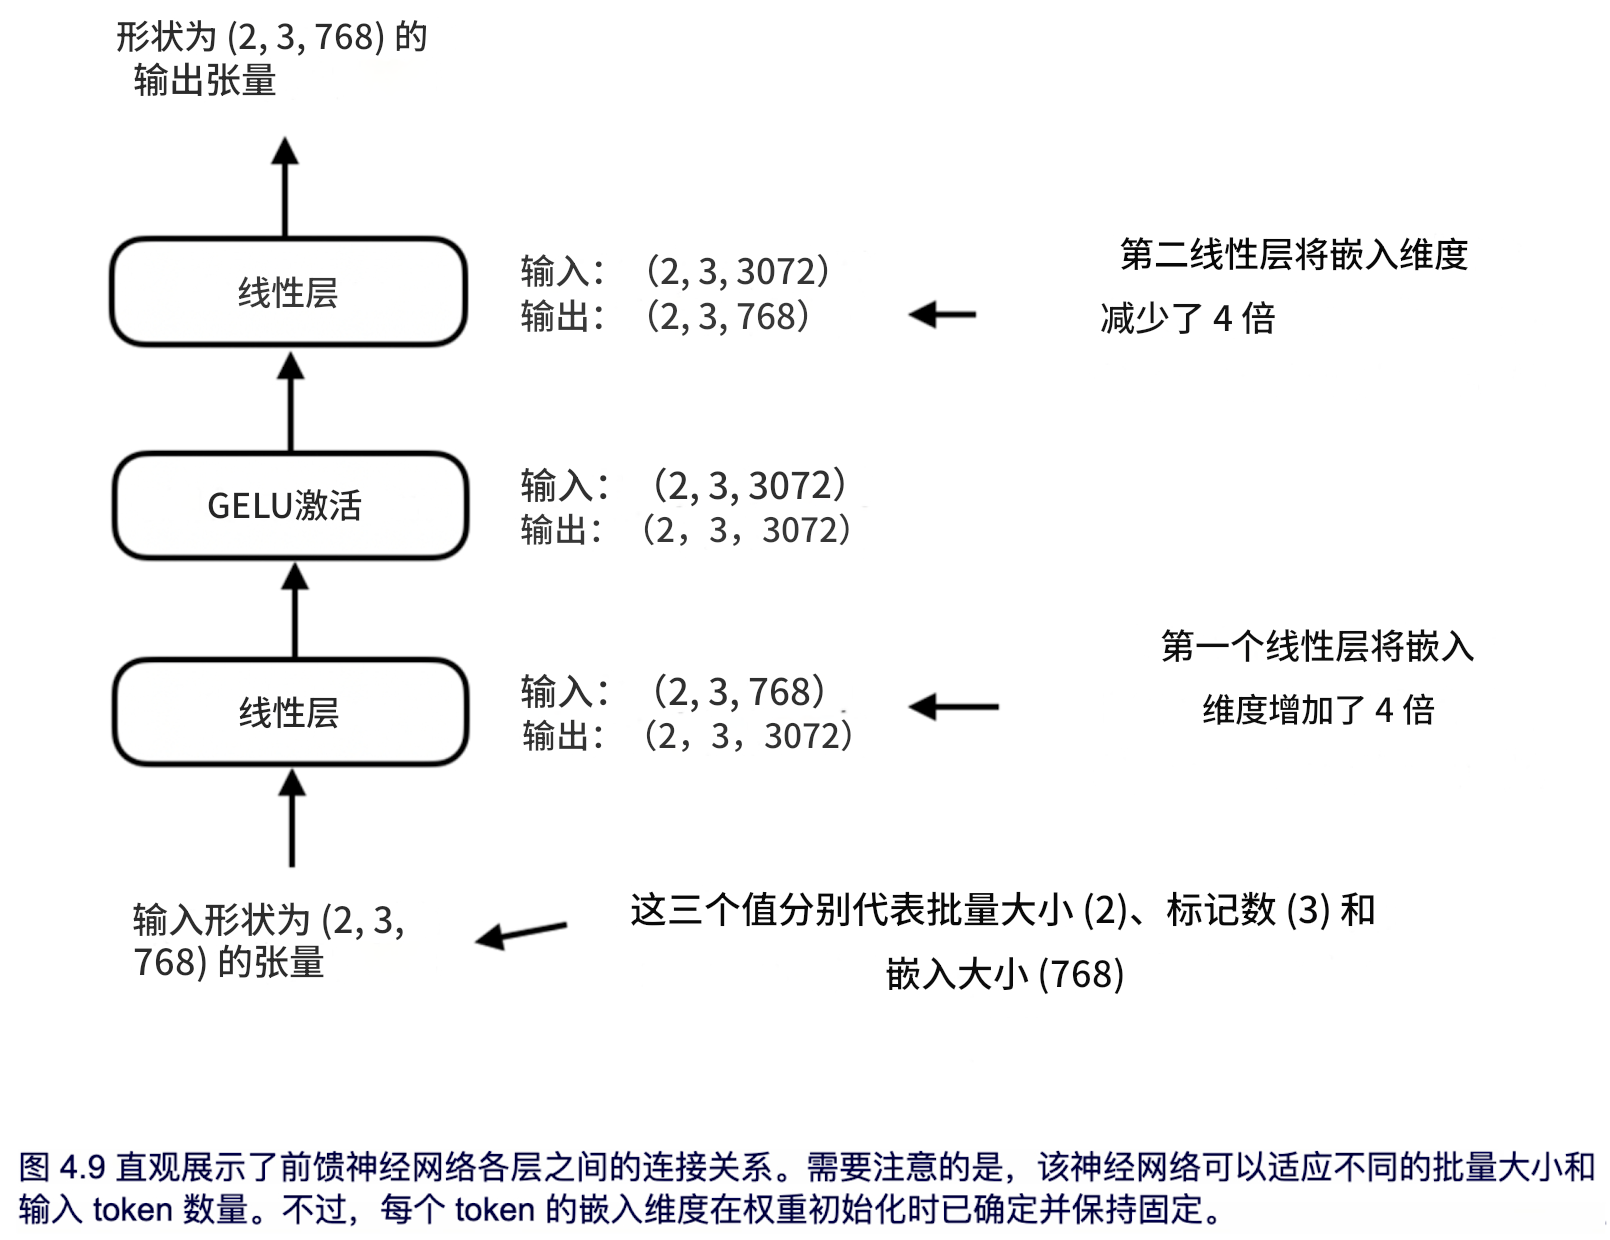 形状为 (2, 3, 768) 的
输出张量
线性层
输入：（2, 3, 3072）
输出：（2, 3, 768）
第二线性层将嵌入维度
减少了 4 倍
GELU激活
输入：（2, 3, 3072）
输出：（2，3，3072）
线性层
输入：（2, 3, 768）
输出：（2，3，3072）
第一个线性层将嵌入
维度增加了 4 倍
输入形状为 (2, 3,
768) 的张量
这三个值分别代表批量大小 (2)、标记数 (3) 和
嵌入大小 (768)
图 4.9 直观展示了前馈神经网络各层之间的连接关系。需要注意的是，该神经网络可以适应不同的批量大小和
输入 token 数量。不过，每个 token 的嵌入维度在权重初始化时已确定并保持固定。